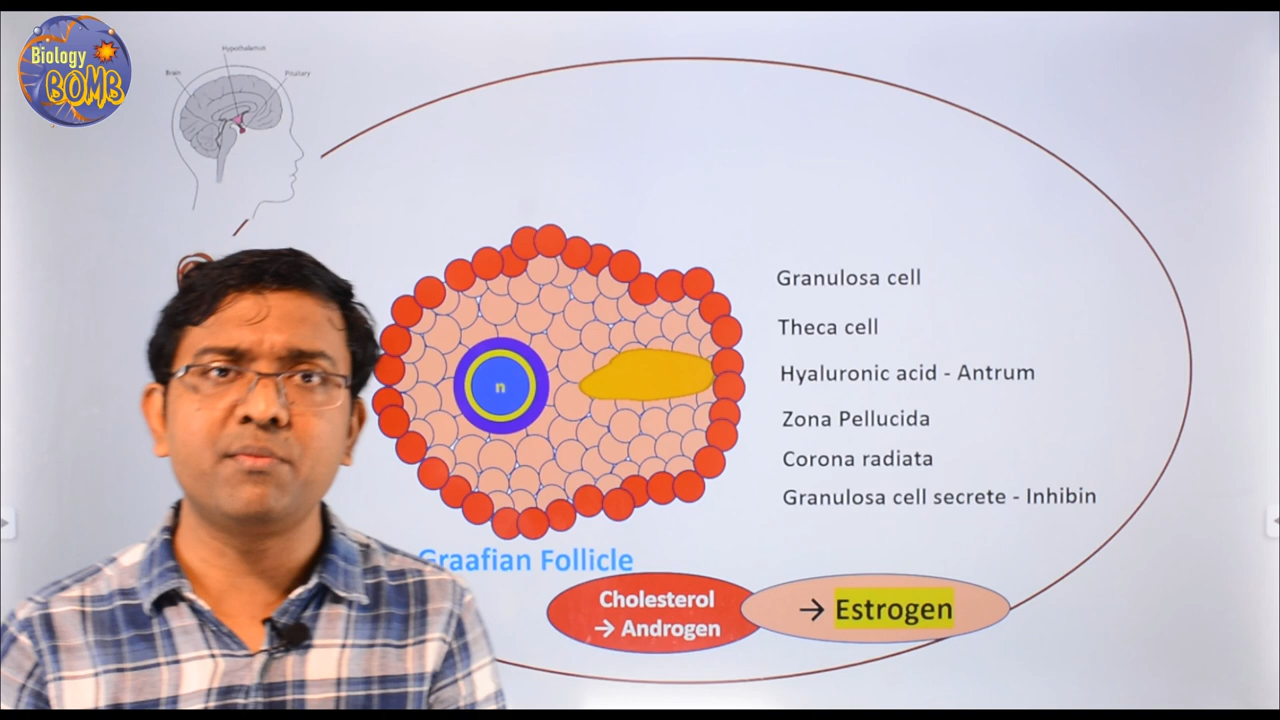 Biology
BOMB
Hypothalamus
Brain
Pituitary
n
Granulosa cell
Theca cell
Hyaluronic acid - Antrum
Zona Pellucida
Corona radiata
Granulosa cell secrete - Inhibin
Graafian Follicle
Cholesterol
→ Androgen
→ Estrogen